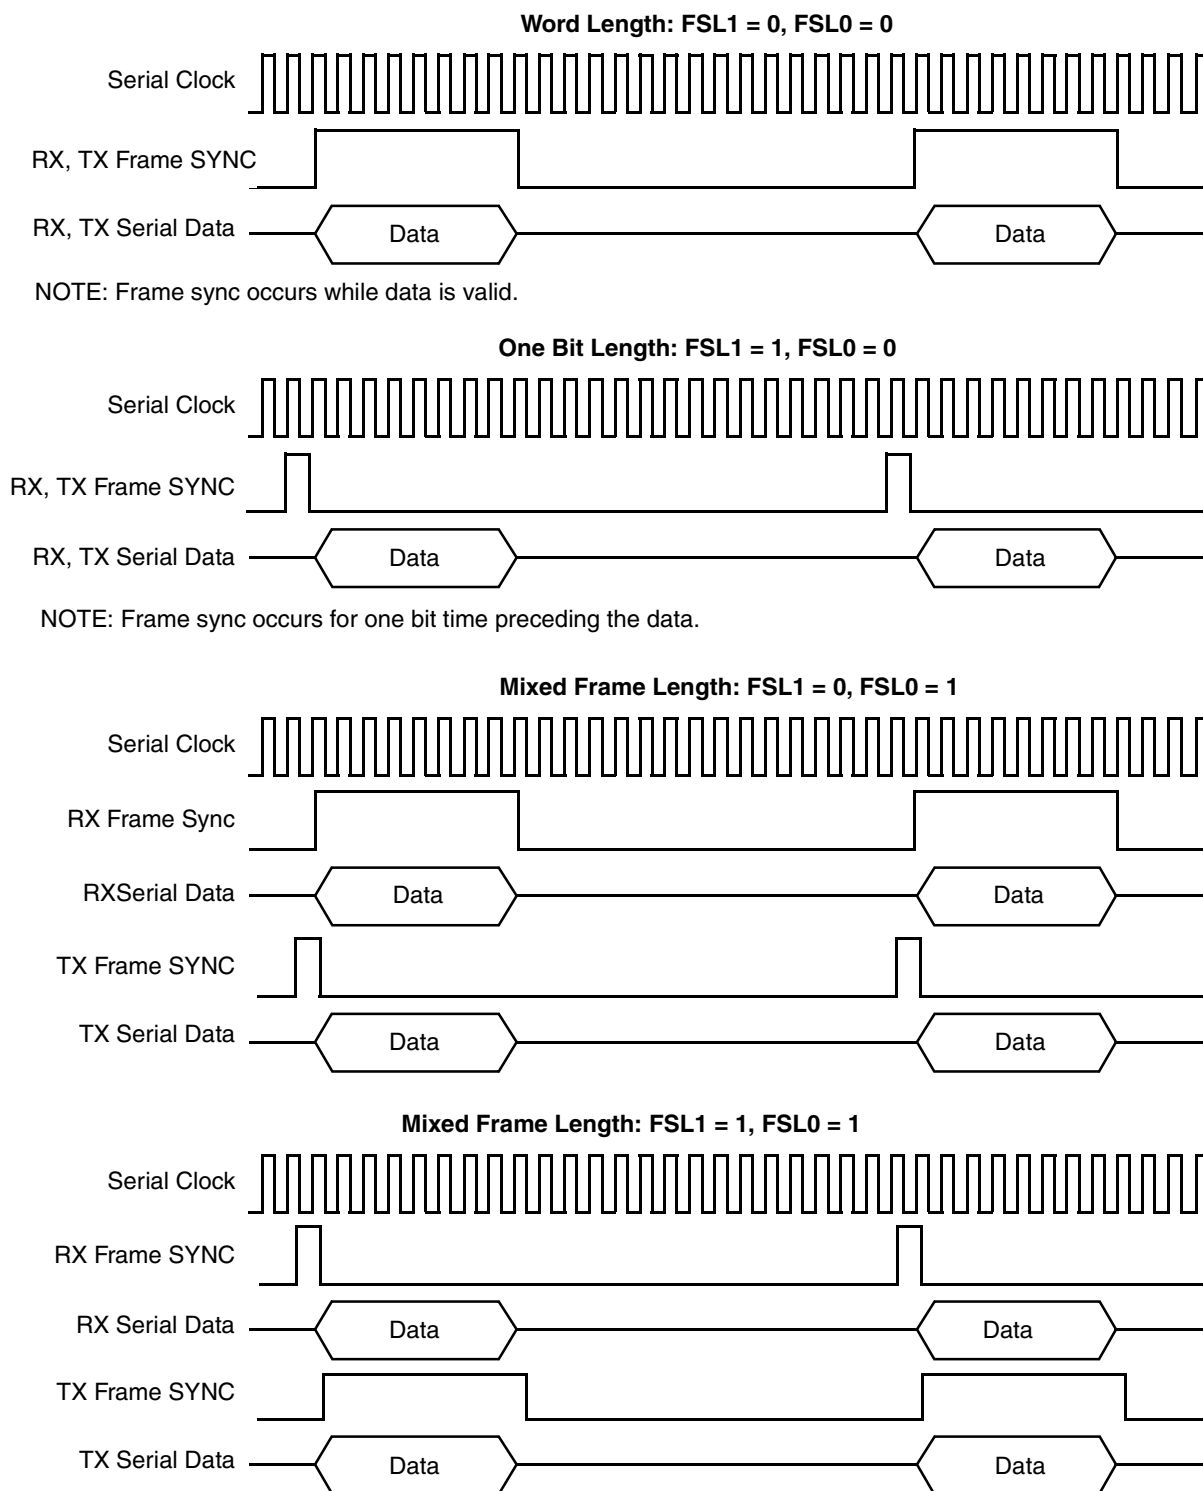 Word Length: FSL1 = 0, FSL0 = 0
Serial Clock
RX, TX Frame SYNC
RX, TX Serial Data
Data
Data
NOTE: Frame sync occurs while data is valid.
One Bit Length: FSL1 = 1, FSL0 = 0
Serial Clock
RX, TX Frame SYNC
RX, TX Serial Data
Data
Data
NOTE: Frame sync occurs for one bit time preceding the data.
Mixed Frame Length: FSL1 = 0, FSL0 = 1
Serial Clock
RX Frame Sync
RXSerial Data
Data
Data
TX Frame SYNC
TX Serial Data
Data
Data
Mixed Frame Length: FSL1 = 1, FSL0 = 1
Serial Clock
RX Frame SYNC
RX Serial Data
Data
Data
TX Frame SYNC
TX Serial Data
Data
Data